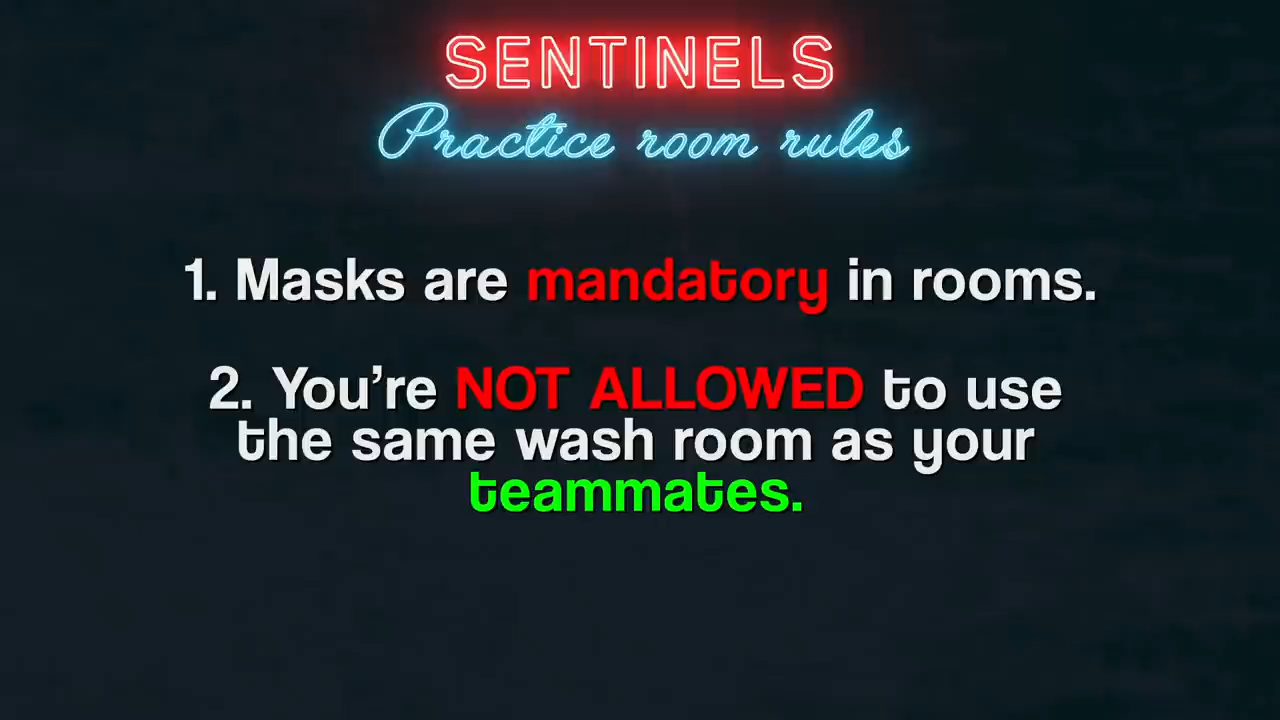 SENTINELS
Practice room rules
1. Masks are mandatory in rooms.
2. You’re NOT ALLOWED to use
the same wash room as your
teammates.